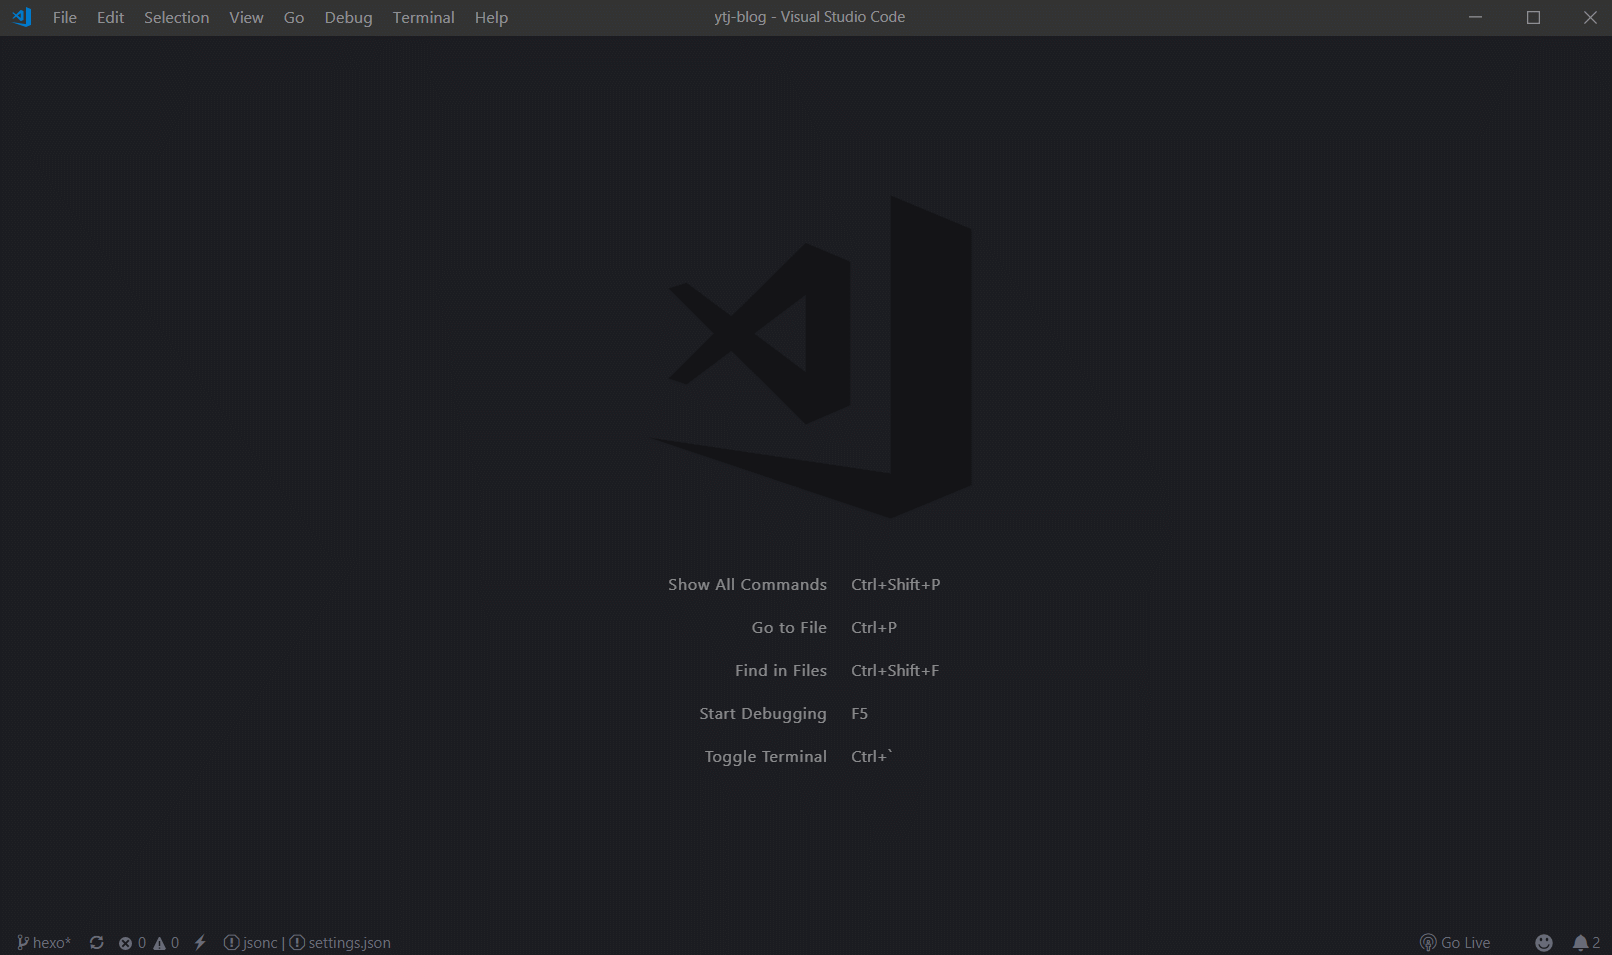 File Edit Selection View Go Debug Terminal Help ytj-blog - Visual Studio Code
Show All Commands Ctrl+Shift+P
Go to File Ctrl+P
Find in Files Ctrl+Shift+F
Start Debugging F5
Toggle Terminal Ctrl+`
hexo* 0 0 jsonc | settings.json Go Live 2